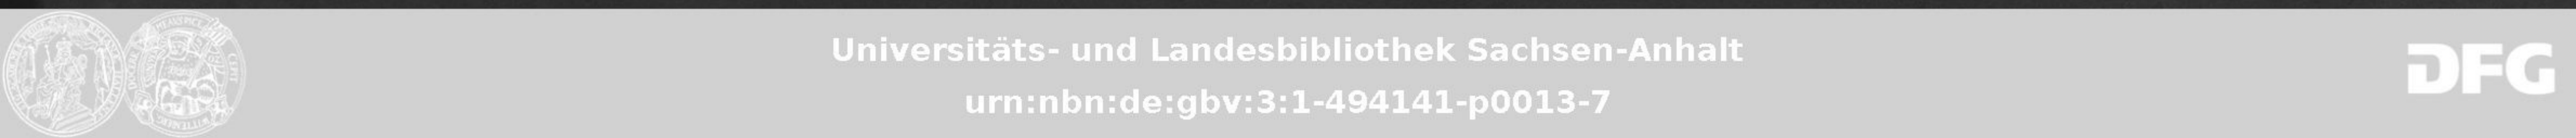 Universitäts- und Landesbibliothek Sachsen-Anhalt
urn:nbn:de:gbv:3:1-494141-p0013-7
DFG